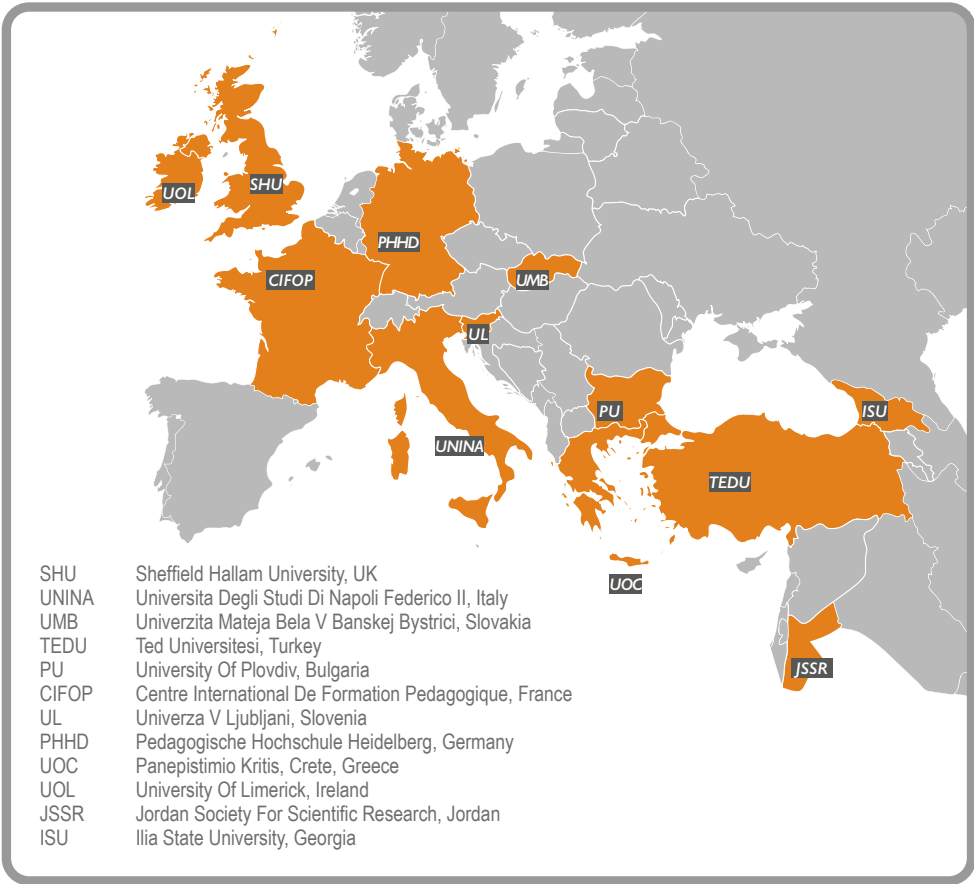 UOL
SHU
PHHD
CIFOP
UMB
UL
PU
ISU
UNINA
TEDU
UOC
JSSR
SHU Sheffield Hallam University, UK
UNINA Universita Degli Studi Di Napoli Federico II, Italy
UMB Univerzita Mateja Bela V Banskej Bystrici, Slovakia
TEDU Ted Universitesi, Turkey
PU University Of Plovdiv, Bulgaria
CIFOP Centre International De Formation Pedagogique, France
UL Univerza V Ljubljani, Slovenia
PHHD Pedagogische Hochschule Heidelberg, Germany
UOC Panepistimio Kritis, Crete, Greece
UOL University Of Limerick, Ireland
JSSR Jordan Society For Scientific Research, Jordan
ISU Ilia State University, Georgia